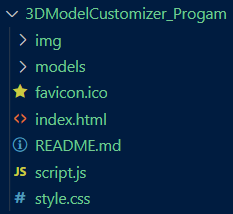 3DModelCustomizer_Progam
img
models
favicon.ico
index.html
README.md
script.js
style.css